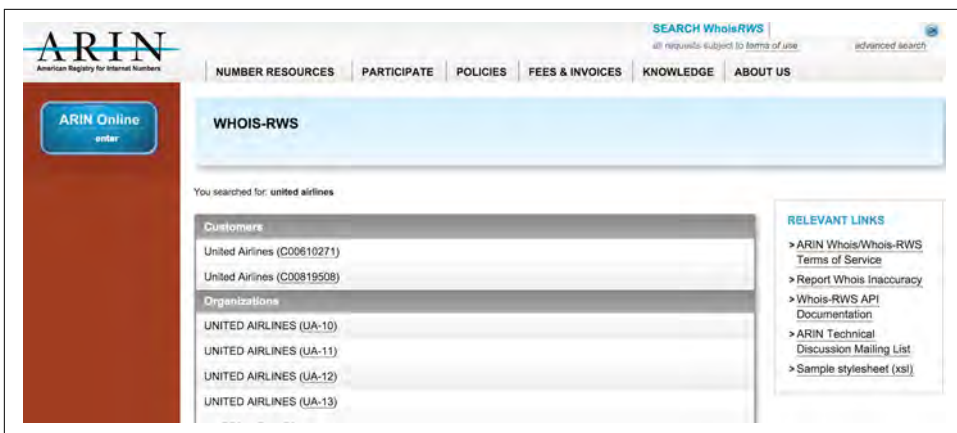 SEARCH WhoisRWS
all requests subject to terms of use
advanced search
ARIN
American Registry for Internet Numbers
NUMBER RESOURCES
PARTICIPATE
POLICIES
FEES & INVOICES
KNOWLEDGE
ABOUT US
ARIN Online
enter
WHOIS-RWS
You searched for: united airlines
Customers
United Airlines (C00610271)
United Airlines (C00819508)
Organizations
UNITED AIRLINES (UA-10)
UNITED AIRLINES (UA-11)
UNITED AIRLINES (UA-12)
UNITED AIRLINES (UA-13)
RELEVANT LINKS
> ARIN Whois/Whois-RWS
Terms of Service
> Report Whois Inaccuracy
> Whois-RWS API
Documentation
> ARIN Technical
Discussion Mailing List
> Sample stylesheet (xsl)